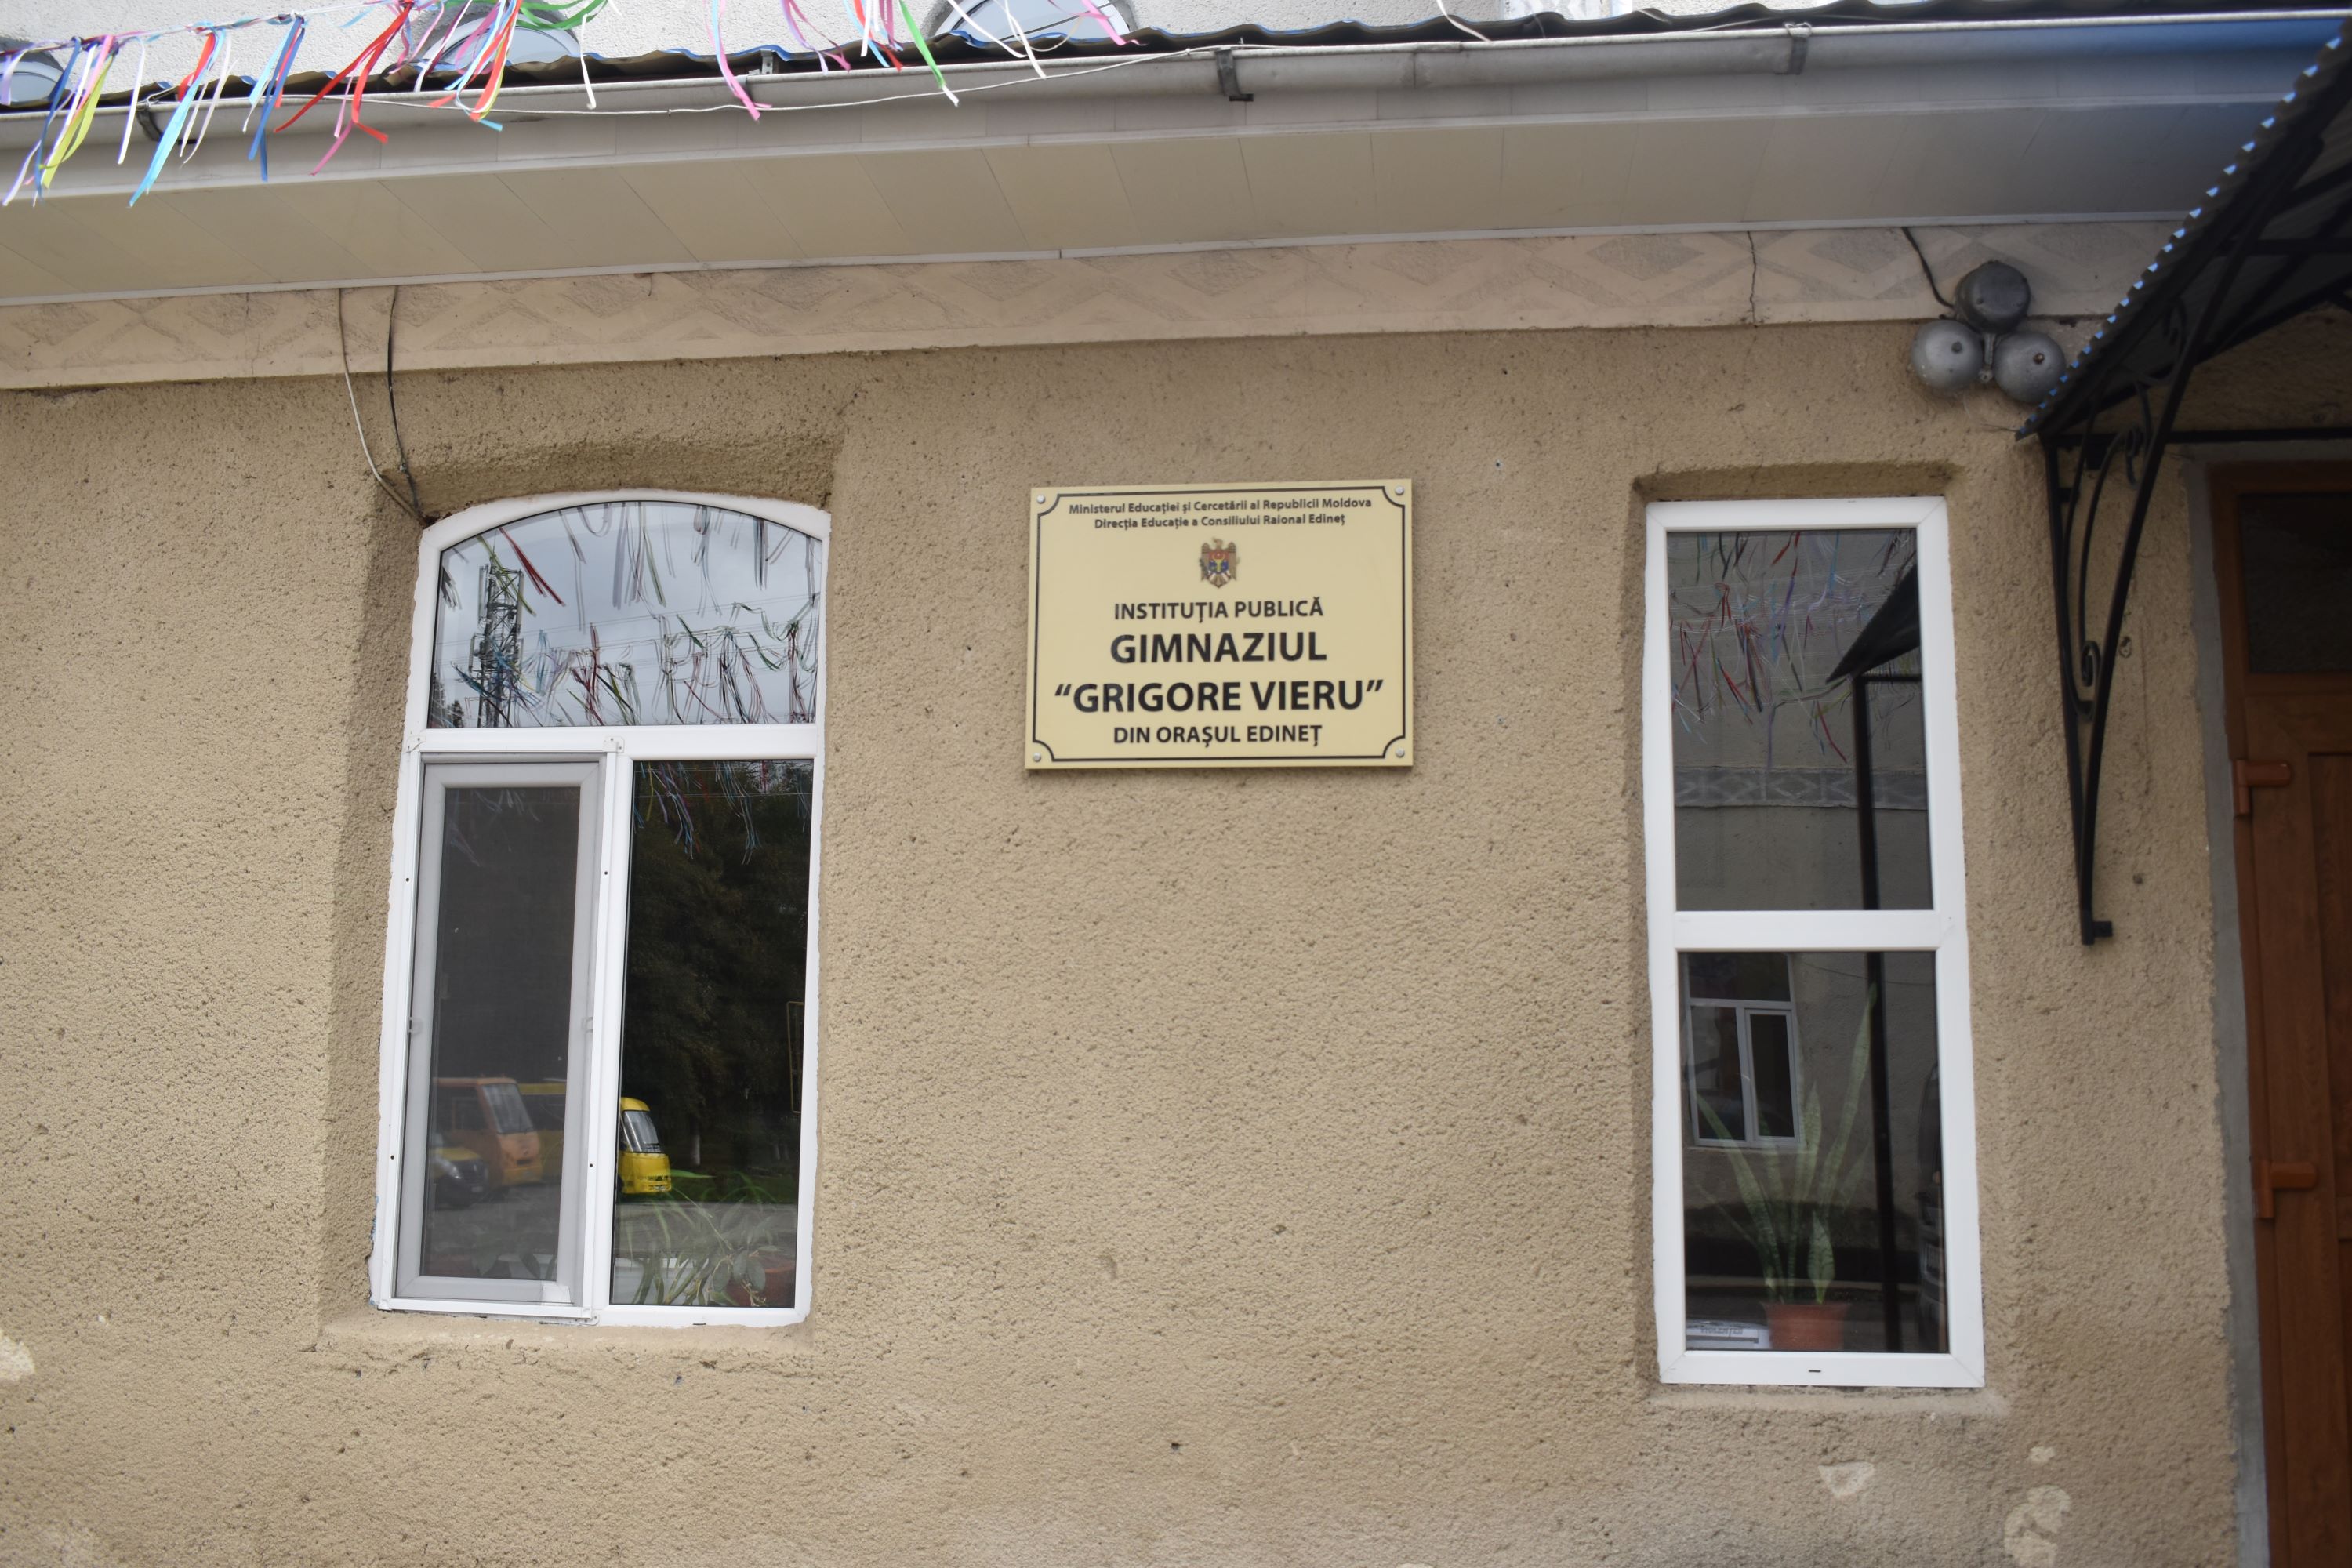 Ministerul Educației și Cercetării al Republicii Moldova
Direcția Educație a Consiliului Raional Edineț
INSTITUȚIA PUBLICĂ
GIMNAZIUL
“GRIGORE VIERU”
DIN ORAȘUL EDINEȚ